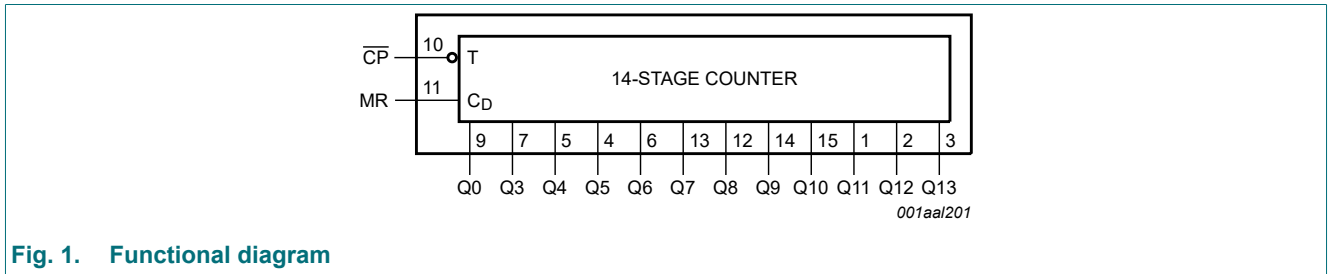 CP 10 T
14-STAGE COUNTER
MR 11 CD
9 7 5 4 6 13 12 14 15 1 2 3
Q0 Q3 Q4 Q5 Q6 Q7 Q8 Q9 Q10 Q11 Q12 Q13
001aal201
Fig. 1. Functional diagram